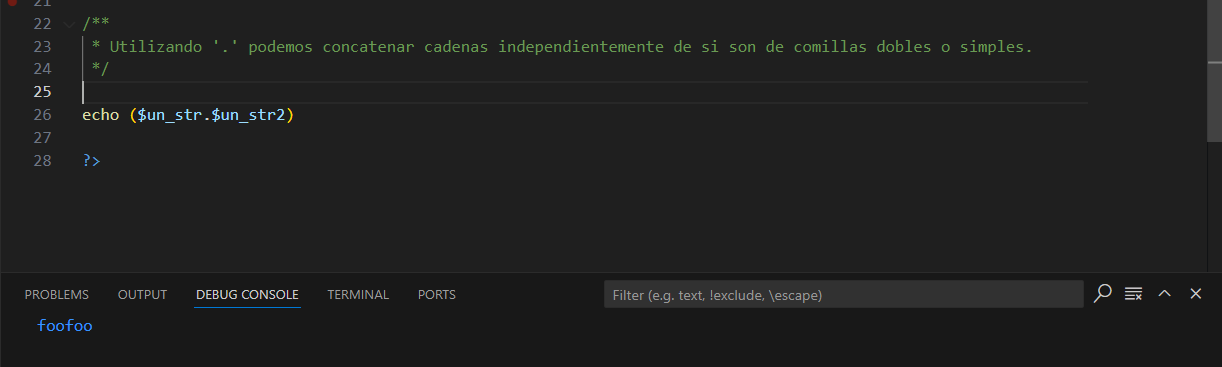 21
22 /**
23 * Utilizando '.' podemos concatenar cadenas independientemente de si son de comillas dobles o simples.
24 */
25
26 echo ($un_str.$un_str2)
27
28 ?>
PROBLEMS OUTPUT DEBUG CONSOLE TERMINAL PORTS Filter (e.g. text, !exclude, \escape)
foofoo